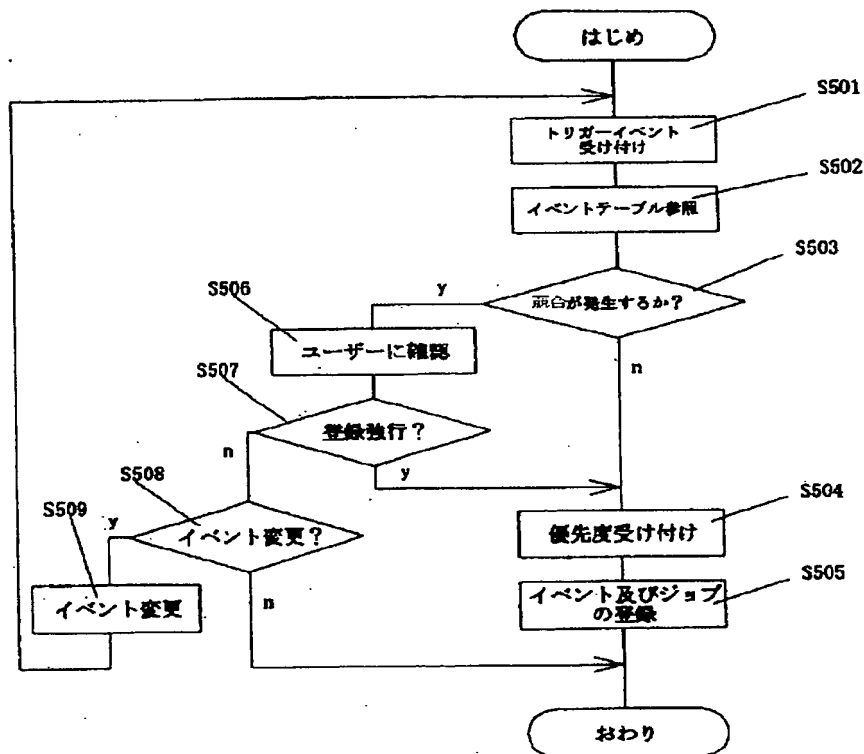 はじめ
S501
トリガーイベント
受け付け
S502
イベントテーブル参照
S503
が発生するか?
y
n
S506
ユーザーに確認
S507
登録強行?
n
y
S508
イベント変更?
y
n
S509
イベント変更
S504
優先度受け付け
S505
イベント及びジョブ
の登録
おわり